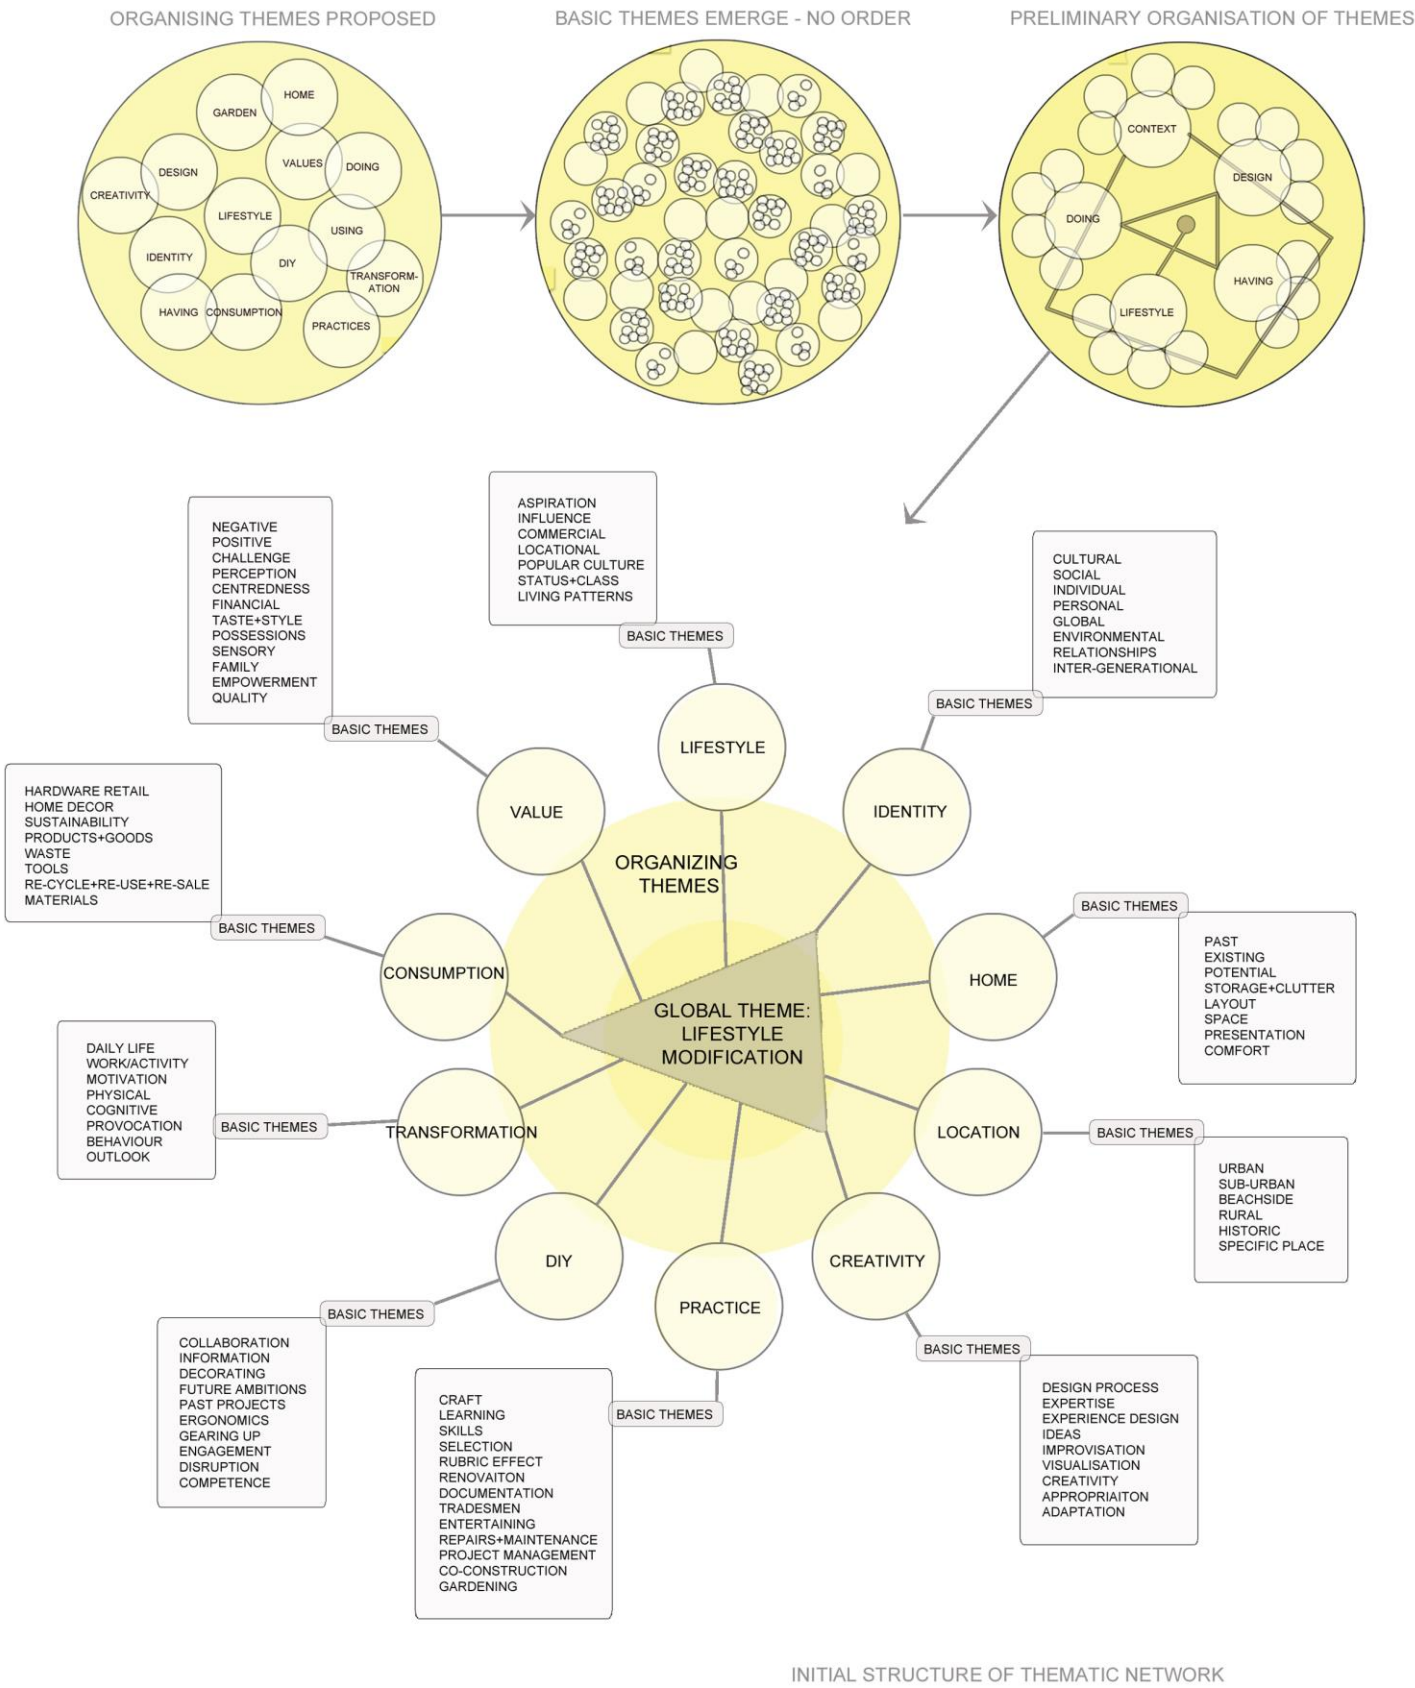 ORGANISING THEMES PROPOSED
BASIC THEMES EMERGE - NO ORDER
PRELIMINARY ORGANISATION OF THEMES
HOME
GARDEN
VALUES
DOING
DESIGN
CREATIVITY
LIFESTYLE
USING
IDENTITY
DIY
TRANSFORM-
ATION
HAVING
CONSUMPTION
PRACTICES
CONTEXT
DESIGN
DOING
HAVING
LIFESTYLE
ASPIRATION
INFLUENCE
COMMERCIAL
LOCATIONAL
POPULAR CULTURE
STATUS+CLASS
LIVING PATTERNS
BASIC THEMES
LIFESTYLE
NEGATIVE
POSITIVE
CHALLENGE
PERCEPTION
CENTREDNESS
FINANCIAL
TASTE+STYLE
POSSESSIONS
SENSORY
FAMILY
EMPOWERMENT
QUALITY
BASIC THEMES
VALUE
CULTURAL
SOCIAL
INDIVIDUAL
PERSONAL
GLOBAL
ENVIRONMENTAL
RELATIONSHIPS
INTER-GENERATIONAL
BASIC THEMES
IDENTITY
HARDWARE RETAIL
HOME DECOR
SUSTAINABILITY
PRODUCTS+GOODS
WASTE
TOOLS
RE-CYCLE+RE-USE+RE-SALE
MATERIALS
BASIC THEMES
CONSUMPTION
ORGANIZING
THEMES
GLOBAL THEME:
LIFESTYLE
MODIFICATION
BASIC THEMES
HOME
PAST
EXISTING
POTENTIAL
STORAGE+CLUTTER
LAYOUT
SPACE
PRESENTATION
COMFORT
DAILY LIFE
WORK/ACTIVITY
MOTIVATION
PHYSICAL
COGNITIVE
PROVOCATION
BEHAVIOUR
OUTLOOK
BASIC THEMES
TRANSFORMATION
LOCATION
BASIC THEMES
URBAN
SUB-URBAN
BEACHSIDE
RURAL
HISTORIC
SPECIFIC PLACE
DIY
BASIC THEMES
COLLABORATION
INFORMATION
DECORATING
FUTURE AMBITIONS
PAST PROJECTS
ERGONOMICS
GEARING UP
ENGAGEMENT
DISRUPTION
COMPETENCE
PRACTICE
BASIC THEMES
CRAFT
LEARNING
SKILLS
SELECTION
RUBRIC EFFECT
RENOVAITON
DOCUMENTATION
TRADESMEN
ENTERTAINING
REPAIRS+MAINTENANCE
PROJECT MANAGEMENT
CO-CONSTRUCTION
GARDENING
CREATIVITY
BASIC THEMES
DESIGN PROCESS
EXPERTISE
EXPERIENCE DESIGN
IDEAS
IMPROVISATION
VISUALISATION
CREATIVITY
APPROPRIAITON
ADAPTATION
INITIAL STRUCTURE OF THEMATIC NETWORK